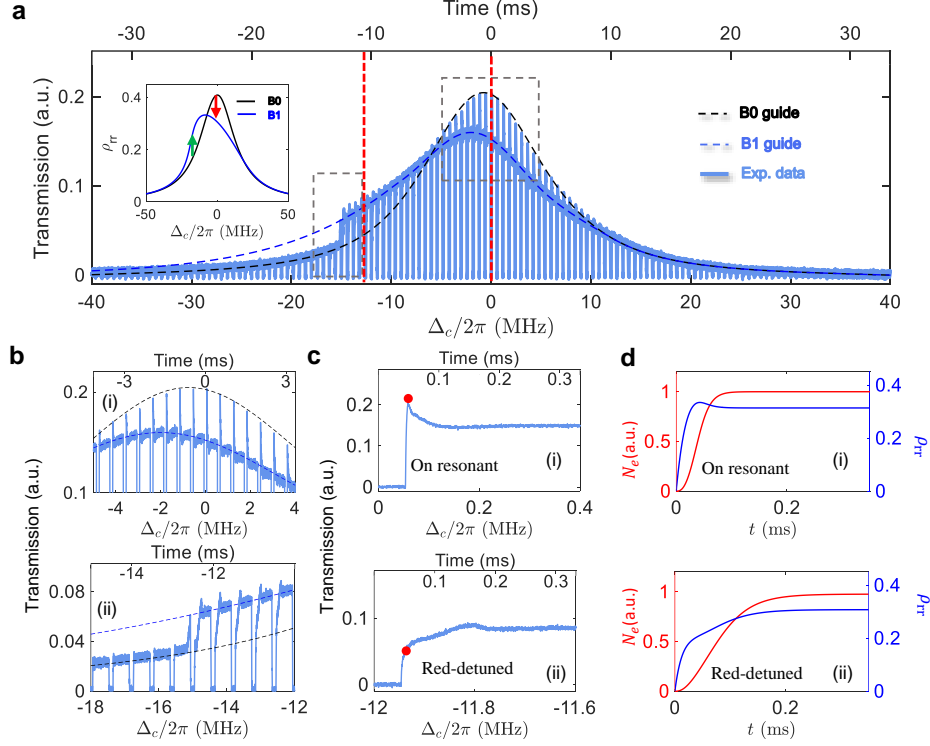 a
Time (ms)
-30 -20 -10 0 10 20 30
Transmission (a.u.)
0.2
0.1
0
-40 -30 -20 -10 0 10 20 30 40
Δc/2π (MHz)
ρrr
0.4
0.2
0
-50 0 50
Δc/2π (MHz)
B0
B1
B0 guide
B1 guide
Exp. data
b
Time (ms)
-3 0 3
0.2
0.1
(i)
-4 -2 0 2 4
Δc/2π (MHz)
Transmission (a.u.)
Time (ms)
-14 -12
0.08
0.04
0
(ii)
-18 -16 -14 -12
Δc/2π (MHz)
c
Time (ms)
0.1 0.2 0.3
0.2
0.1
0
On resonant
(i)
0 0.2 0.4
Δc/2π (MHz)
Transmission (a.u.)
Time (ms)
0.1 0.2 0.3
0.1
0
Red-detuned
(ii)
-12 -11.8 -11.6
Δc/2π (MHz)
d
Ne(a.u.)
1
0.5
0
On resonant
(i)
0.4
0.2
0
ρrr
0 0.2
t (ms)
Ne(a.u.)
1
0.5
0
Red-detuned
(ii)
0.4
0.2
0
ρrr
0 0.2
t (ms)